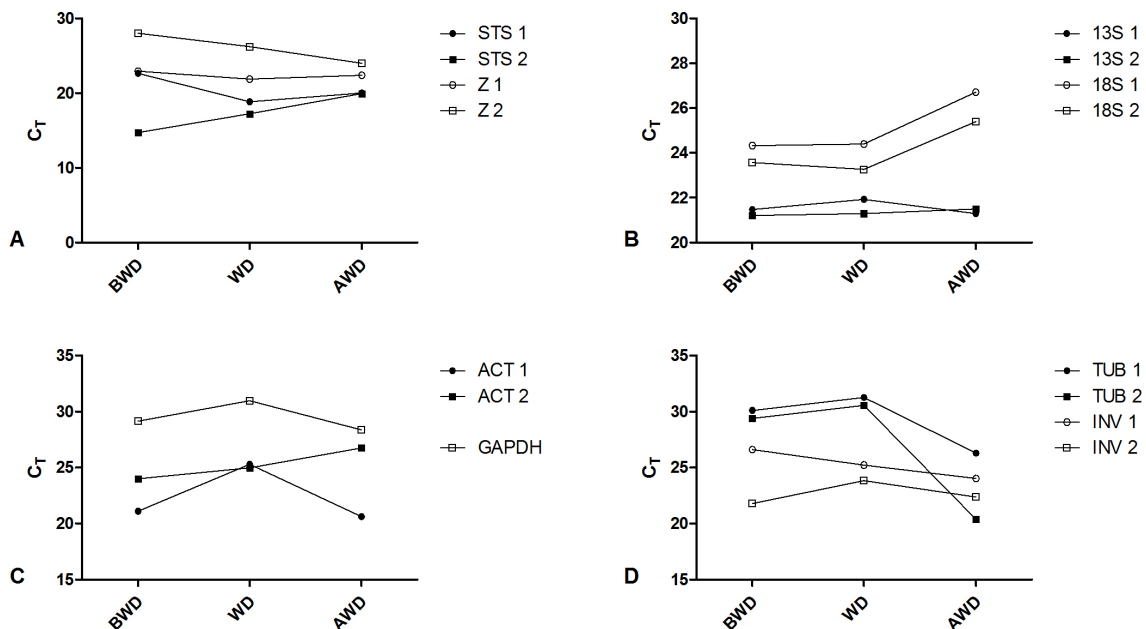 30
20
10
0
C_T
BWD
WD
AWD
STS 1
STS 2
Z 1
Z 2
A
30
28
26
24
22
20
C_T
BWD
WD
AWD
13S 1
13S 2
18S 1
18S 2
B
35
30
25
20
15
C_T
BWD
WD
AWD
ACT 1
ACT 2
GAPDH
C
35
30
25
20
15
C_T
BWD
WD
AWD
TUB 1
TUB 2
INV 1
INV 2
D